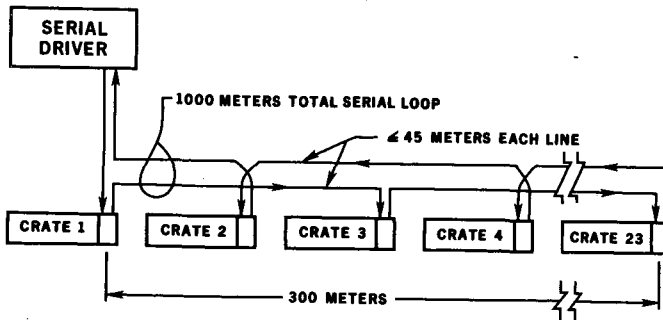 SERIAL
DRIVER
1000 METERS TOTAL SERIAL LOOP
≤ 45 METERS EACH LINE
CRATE 1
CRATE 2
CRATE 3
CRATE 4
CRATE 23
300 METERS